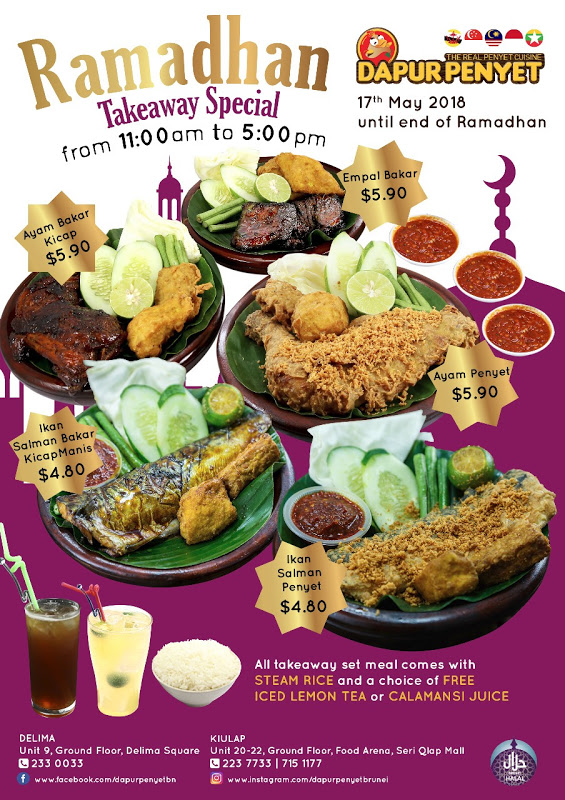 Ramadhan
Takeaway Special
from 11:00am to 5:00pm
THE REAL PENYET CUISINE
DAPUR PENYET
17th May 2018
until end of Ramadhan
Empal Bakar
$5.90
Ayam Bakar
Kicap
$5.90
Ayam Penyet
$5.90
Ikan
Salman Bakar
KicapManis
$4.80
Ikan
Salman
Penyet
$4.80
All takeaway set meal comes with
STEAM RICE and a choice of FREE
ICED LEMON TEA or CALAMANSI JUICE
DELIMA
Unit 9, Ground Floor, Delima Square
233 0033
www.facebook.com/dapurpenyetbn
KIULAP
Unit 20-22, Ground Floor, Food Arena, Seri Qlap Mall
223 7733 | 715 1177
www.instagram.com/dapurpenyetbrunei
حلال
HALAL